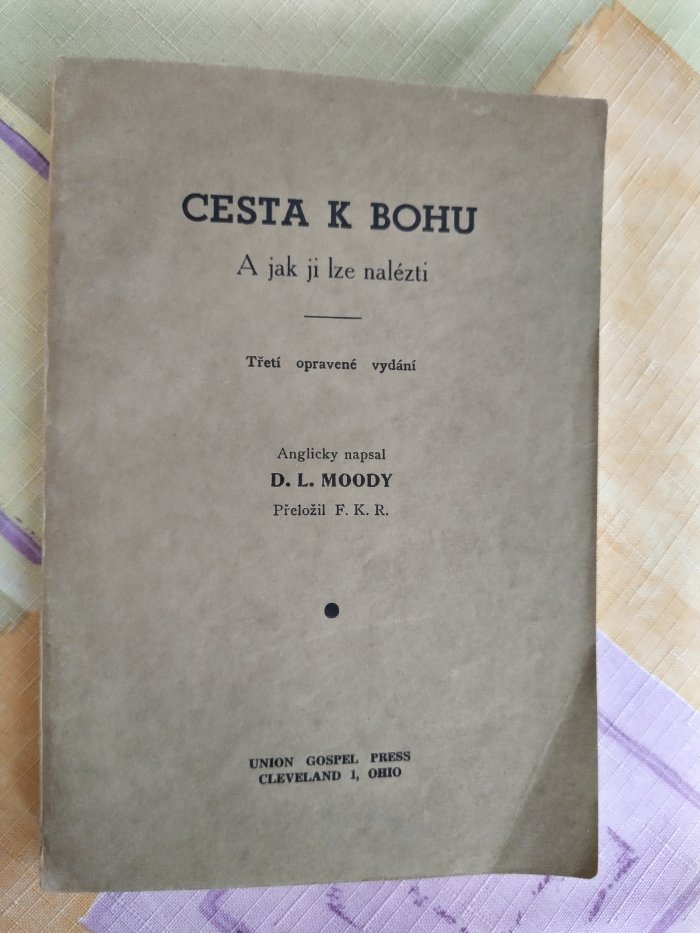 CESTA K BOHU
A jak ji lze nalézti
Třetí opravené vydání
Anglicky napsal
D. L. MOODY
Přeložil F. K. R.
UNION GOSPEL PRESS
CLEVELAND 1, OHIO